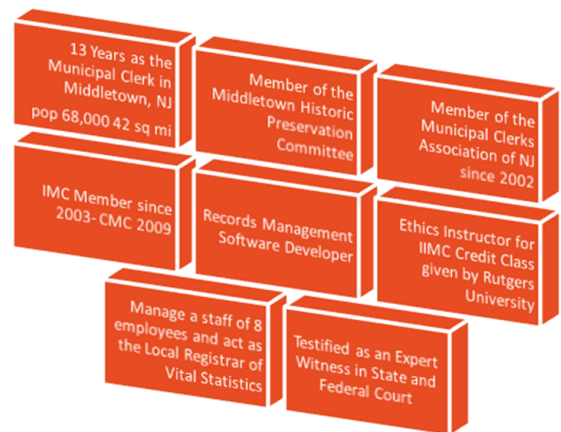 13 Years as the
Municipal Clerk in
Middletown, NJ
pop 68,000 42 sq mi
Member of the
Middletown Historic
Preservation
Committee
Member of the
Municipal Clerks
Association of NJ
since 2002
IMC Member since
2003- CMC 2009
Records Management
Software Developer
Ethics Instructor for
IIMC Credit Class
given by Rutgers
University
Manage a staff of 8
employees and act as
the Local Registrar of
Vital Statistics
Testified as an Expert
Witness in State and
Federal Court